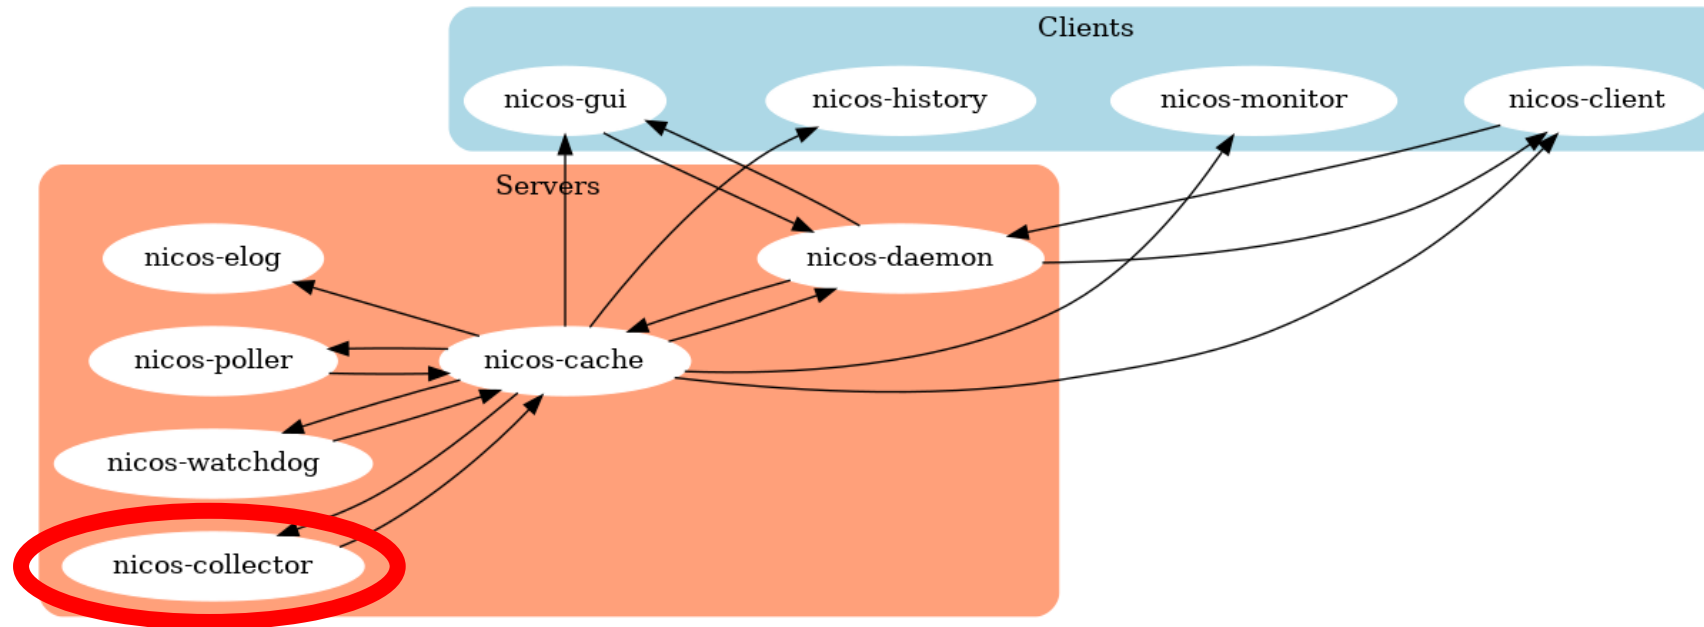 Clients
nicos-gui
nicos-history
nicos-monitor
nicos-client
Servers
nicos-elog
nicos-daemon
nicos-poller
nicos-cache
nicos-watchdog
nicos-collector